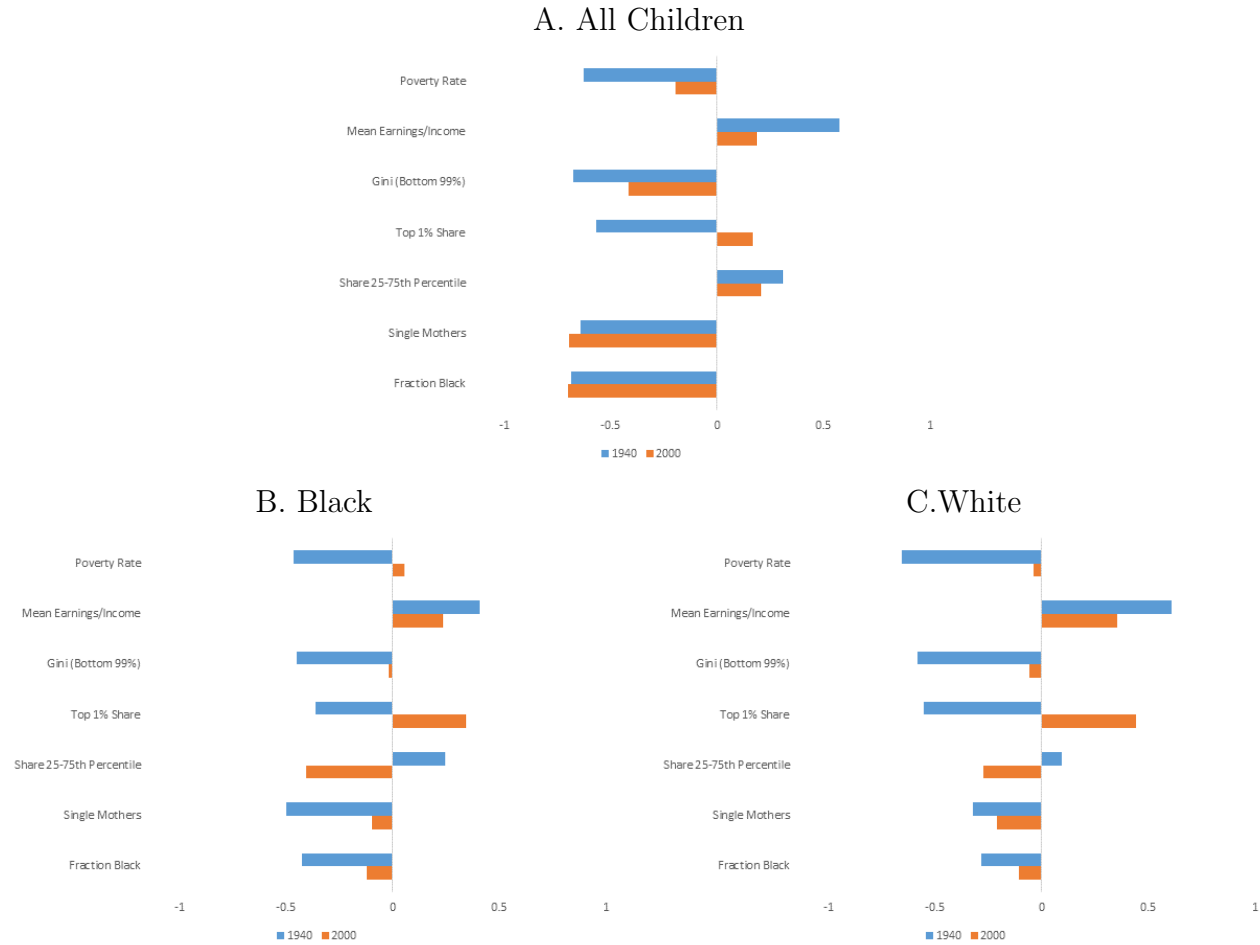 A. All Children
Poverty Rate
Mean Earnings/Income
Gini (Bottom 99%)
Top 1% Share
Share 25-75th Percentile
Single Mothers
Fraction Black
-1 -0.5 0 0.5 1
1940 2000
B. Black
Poverty Rate
Mean Earnings/Income
Gini (Bottom 99%)
Top 1% Share
Share 25-75th Percentile
Single Mothers
Fraction Black
-1 -0.5 0 0.5 1
1940 2000
C.White
Poverty Rate
Mean Earnings/Income
Gini (Bottom 99%)
Top 1% Share
Share 25-75th Percentile
Single Mothers
Fraction Black
-1 -0.5 0 0.5 1
1940 2000